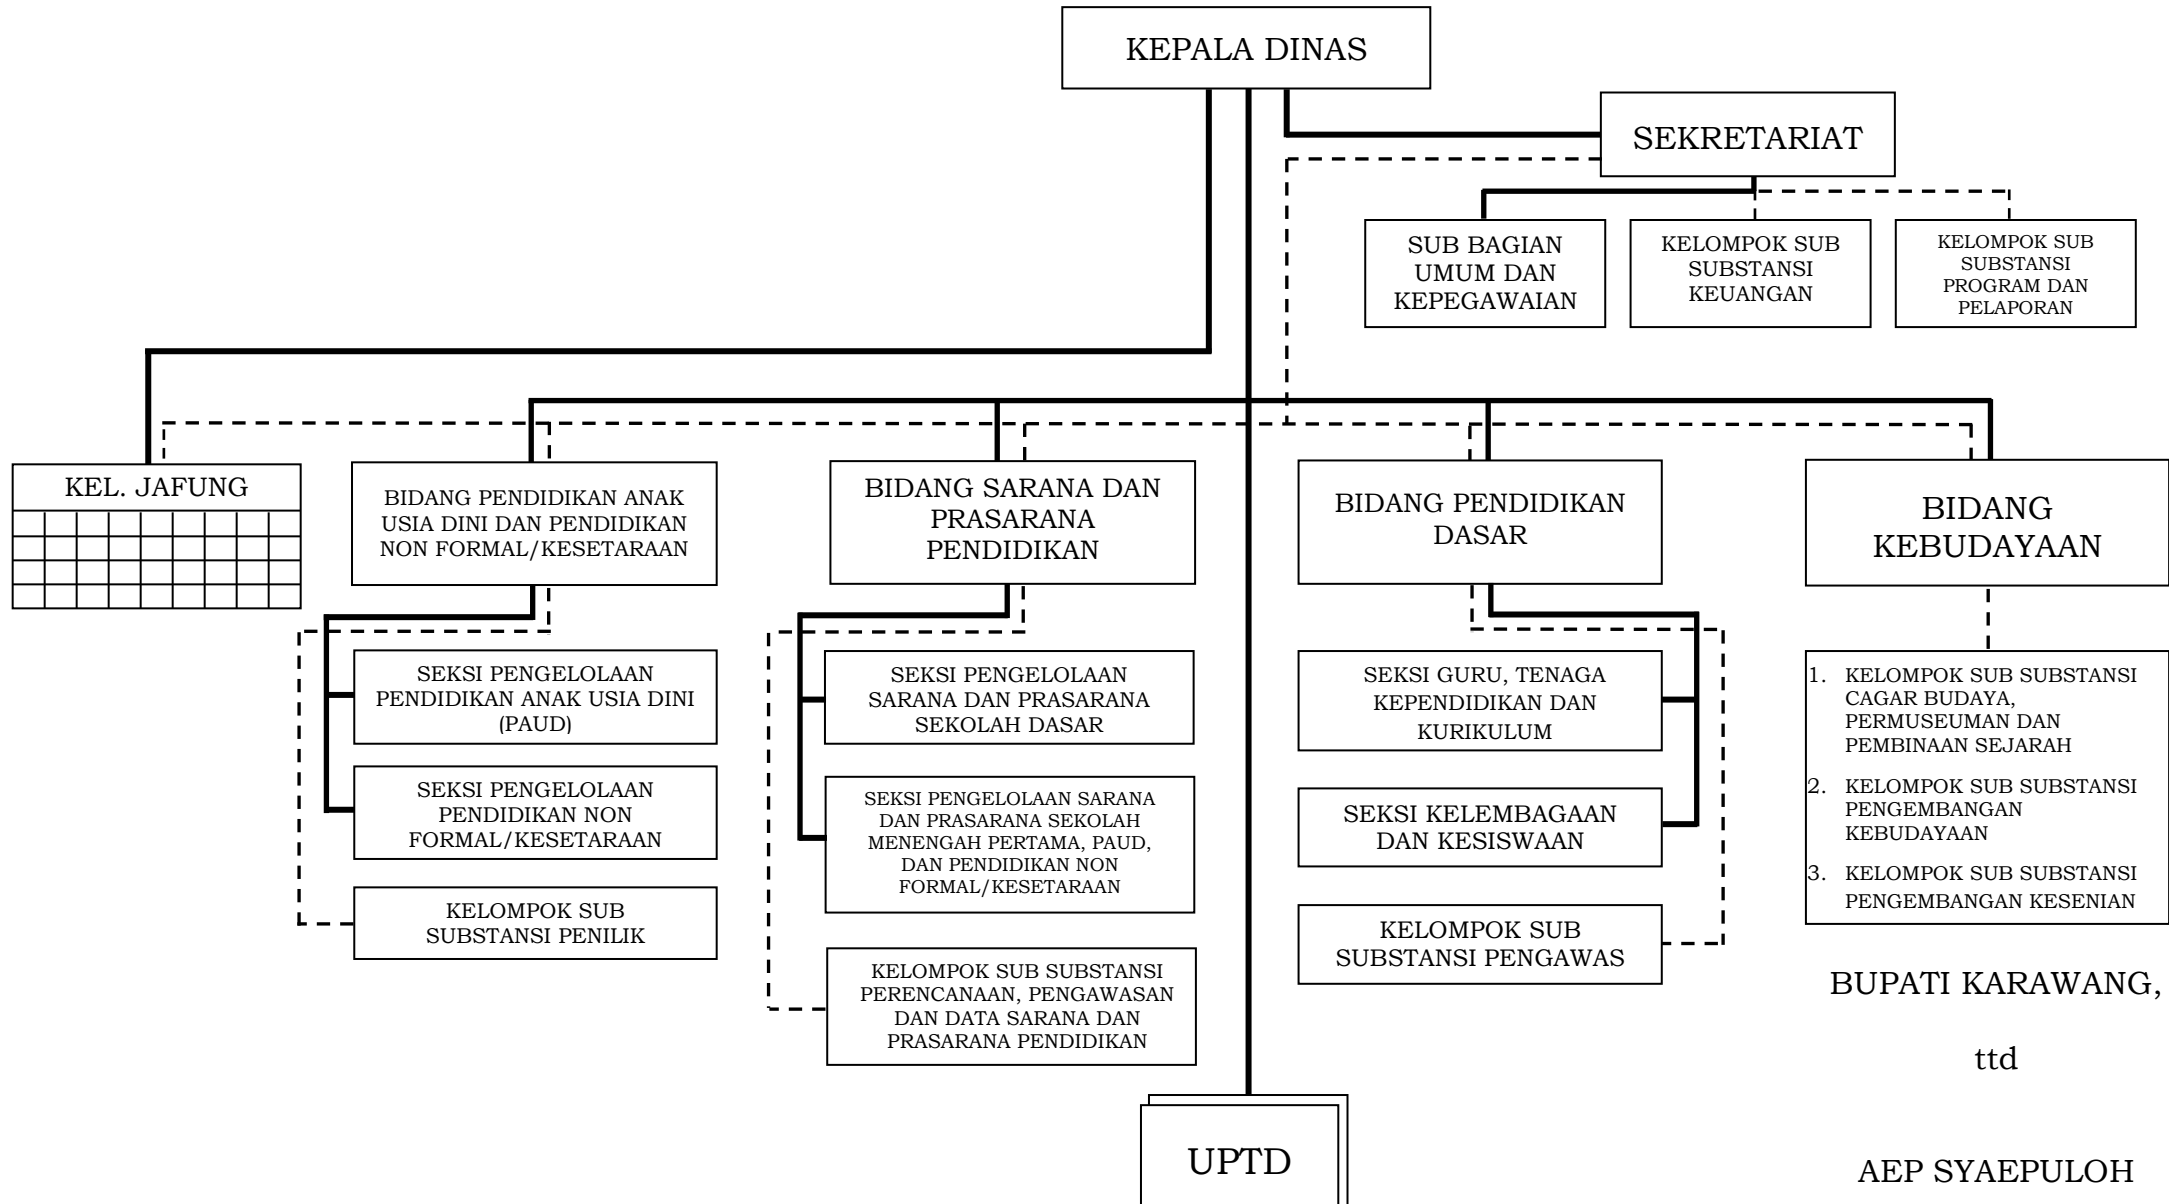 KEPALA DINAS
SEKRETARIAT
SUB BAGIAN
UMUM DAN
KEPEGAWAIAN
KELOMPOK SUB
SUBSTANSI
KEUANGAN
KELOMPOK SUB
SUBSTANSI
PROGRAM DAN
PELAPORAN
KEL. JAFUNG
BIDANG PENDIDIKAN ANAK
USIA DINI DAN PENDIDIKAN
NON FORMAL/KESETARAAN
BIDANG SARANA DAN
PRASARANA
PENDIDIKAN
BIDANG PENDIDIKAN
DASAR
BIDANG
KEBUDAYAAN
SEKSI PENGELOLAAN
PENDIDIKAN ANAK USIA DINI
(PAUD)
SEKSI PENGELOLAAN
PENDIDIKAN NON
FORMAL/KESETARAAN
KELOMPOK SUB
SUBSTANSI PENILIK
SEKSI PENGELOLAAN
SARANA DAN PRASARANA
SEKOLAH DASAR
SEKSI PENGELOLAAN SARANA
DAN PRASARANA SEKOLAH
MENENGAH PERTAMA, PAUD,
DAN PENDIDIKAN NON
FORMAL/KESETARAAN
KELOMPOK SUB SUBSTANSI
PERENCANAAN, PENGAWASAN
DAN DATA SARANA DAN
PRASARANA PENDIDIKAN
SEKSI GURU, TENAGA
KEPENDIDIKAN DAN
KURIKULUM
SEKSI KELEMBAGAAN
DAN KESISWAAN
KELOMPOK SUB
SUBSTANSI PENGAWAS
1. KELOMPOK SUB SUBSTANSI
CAGAR BUDAYA,
PERMUSEUMAN DAN
PEMBINAAN SEJARAH
2. KELOMPOK SUB SUBSTANSI
PENGEMBANGAN
KEBUDAYAAN
3. KELOMPOK SUB SUBSTANSI
PENGEMBANGAN KESENIAN
UPTD
BUPATI KARAWANG,
ttd
AEP SYAEPULOH